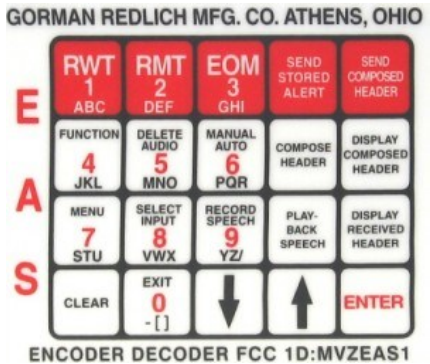 GORMAN REDLICH MFG. CO. ATHENS, OHIO
RWT
1
ABC
RMT
2
DEF
EOM
3
GHI
SEND
STORED
ALERT
SEND
COMPOSED
HEADER
E
FUNCTION
4
JKL
DELETE
AUDIO
5
MNO
MANUAL
AUTO
6
PQR
COMPOSE
HEADER
DISPLAY
COMPOSED
HEADER
A
MENU
7
STU
SELECT
INPUT
8
VWX
RECORD
SPEECH
9
YZ/
PLAY-
BACK
SPEECH
DISPLAY
RECEIVED
HEADER
S
CLEAR
EXIT
0
- [ ]
ENTER
ENCODER DECODER FCC 1D:MVZEAS1